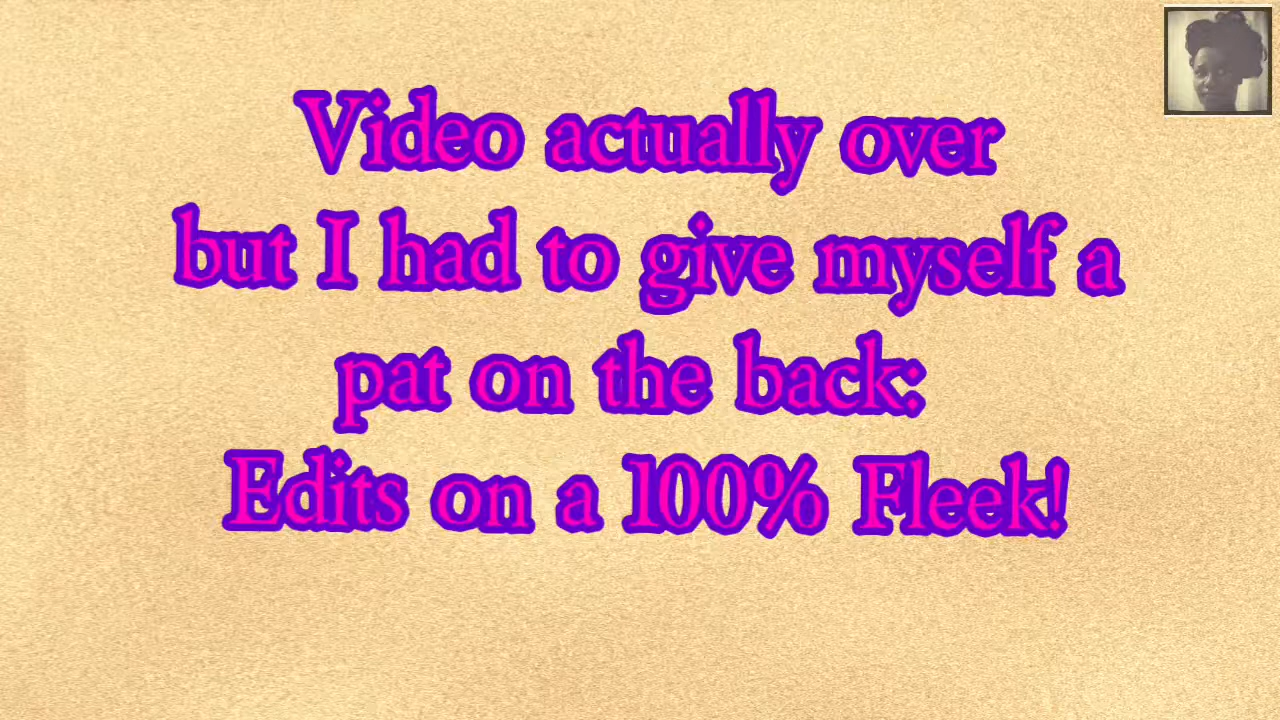 Video actually over
but I had to give myself a
pat on the back:
Edits on a 100% Fleek!